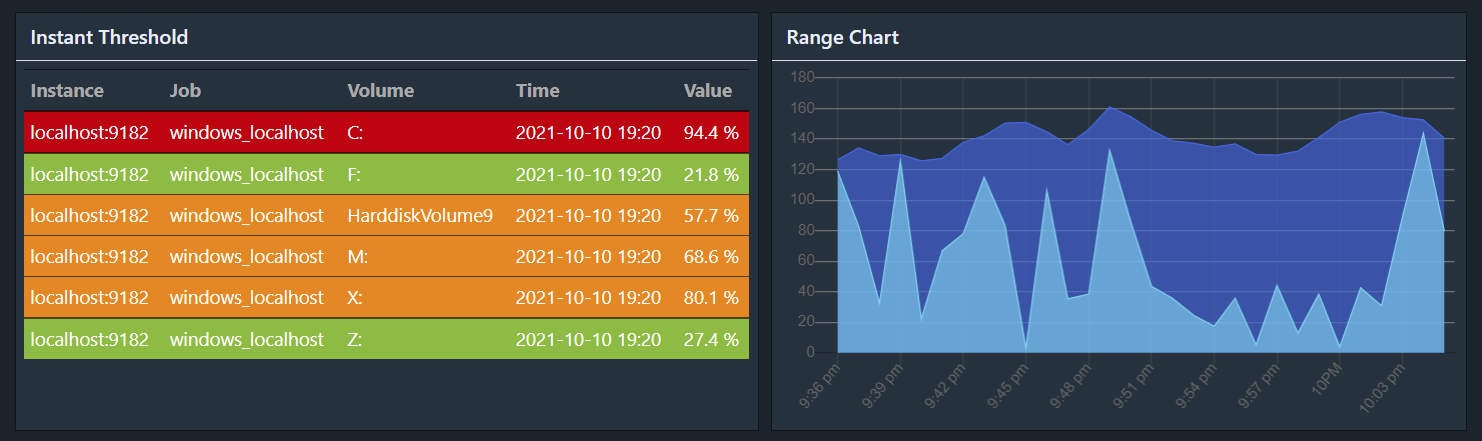 Instant Threshold
Instance Job Volume Time Value
localhost:9182 windows_localhost C: 2021-10-10 19:20 94.4 %
localhost:9182 windows_localhost F: 2021-10-10 19:20 21.8 %
localhost:9182 windows_localhost HarddiskVolume9 2021-10-10 19:20 57.7 %
localhost:9182 windows_localhost M: 2021-10-10 19:20 68.6 %
localhost:9182 windows_localhost X: 2021-10-10 19:20 80.1 %
localhost:9182 windows_localhost Z: 2021-10-10 19:20 27.4 %
Range Chart
180
160
140
120
100
80
60
40
20
0
9:36 pm
9:39 pm
9:42 pm
9:45 pm
9:48 pm
9:51 pm
9:54 pm
9:57 pm
10PM
10:03 pm